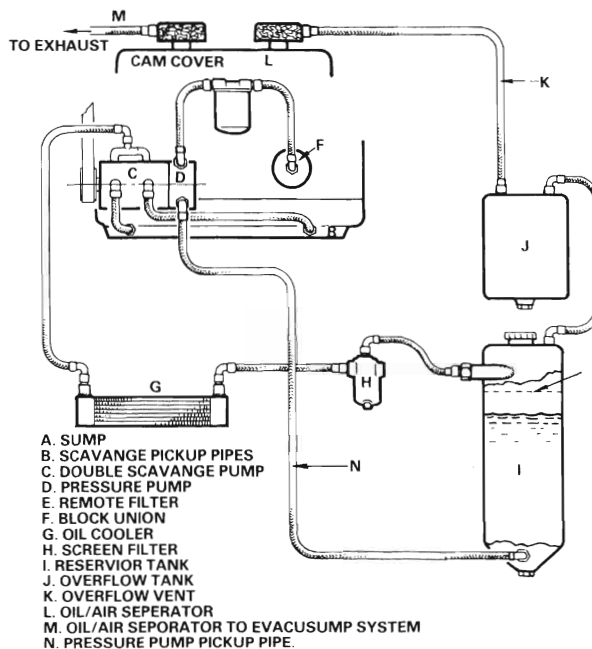 M
TO EXHAUST
CAM COVER
L
K
F
C
D
B
J
H
G
I
N
A. SUMP
B. SCAVANGE PICKUP PIPES
C. DOUBLE SCAVANGE PUMP
D. PRESSURE PUMP
E. REMOTE FILTER
F. BLOCK UNION
G. OIL COOLER
H. SCREEN FILTER
I. RESERVIOR TANK
J. OVERFLOW TANK
K. OVERFLOW VENT
L. OIL/AIR SEPERATOR
M. OIL/AIR SEPORATOR TO EVACUSUMP SYSTEM
N. PRESSURE PUMP PICKUP PIPE.